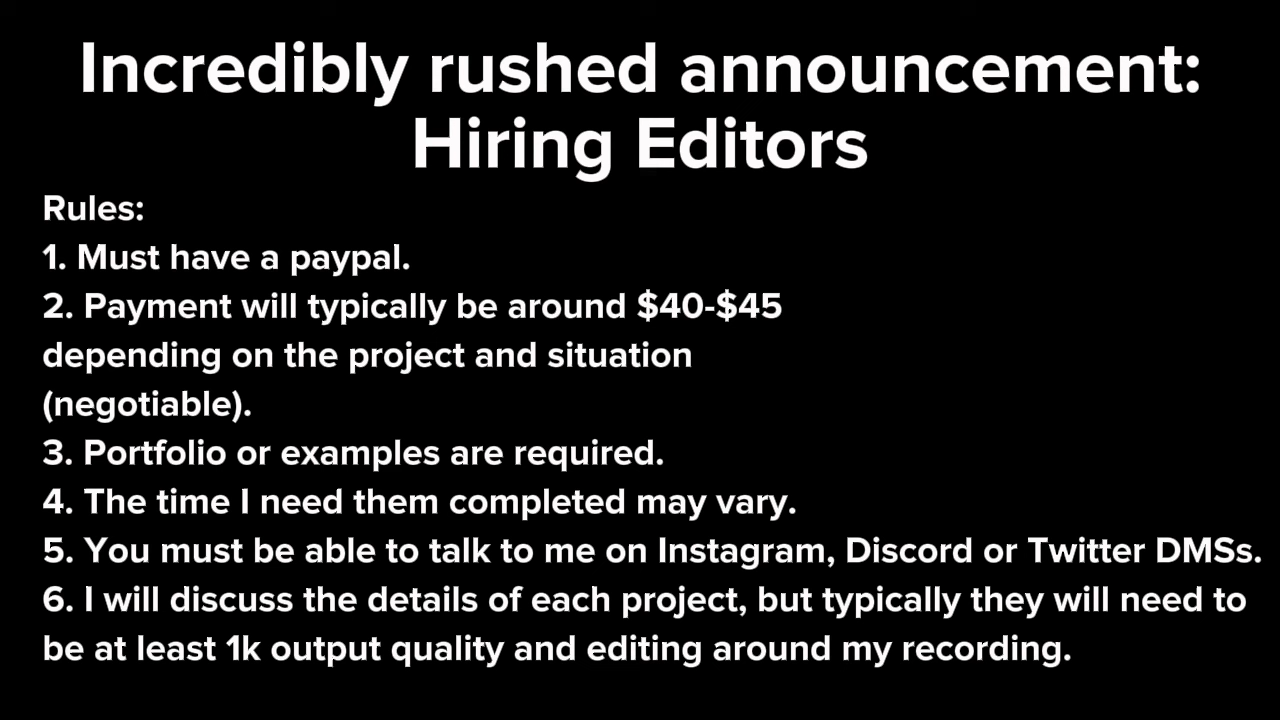 Incredibly rushed announcement:
Hiring Editors
Rules:
1. Must have a paypal.
2. Payment will typically be around $40-$45
depending on the project and situation
(negotiable).
3. Portfolio or examples are required.
4. The time I need them completed may vary.
5. You must be able to talk to me on Instagram, Discord or Twitter DMSs.
6. I will discuss the details of each project, but typically they will need to
be at least 1k output quality and editing around my recording.